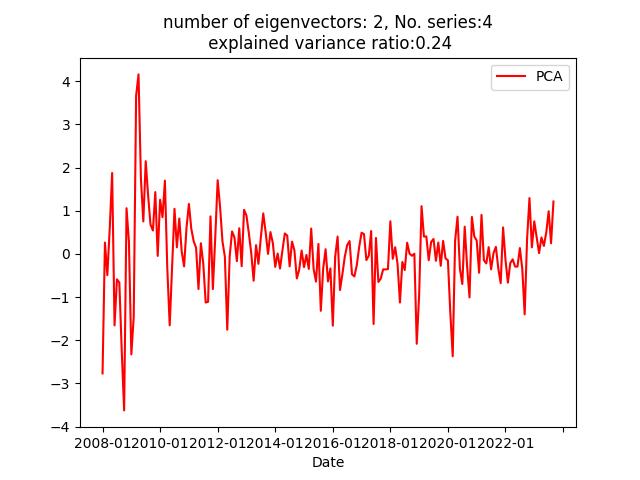 number of eigenvectors: 2, No. series:4
explained variance ratio:0.24
PCA
4
3
2
1
0
−1
−2
−3
−4
2008-012010-012012-012014-012016-012018-012020-012022-01
Date